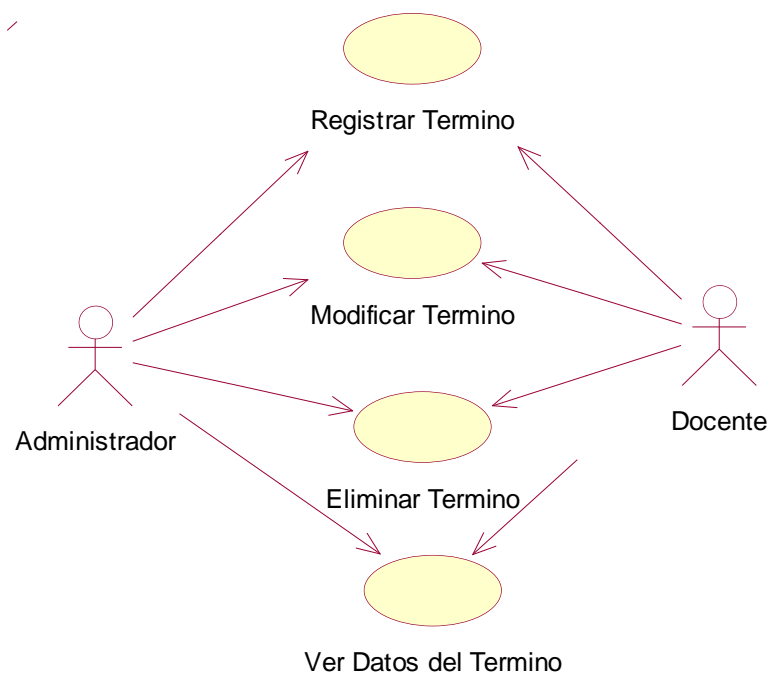 Registrar Termino
Modificar Termino
Administrador
Docente
Eliminar Termino
Ver Datos del Termino